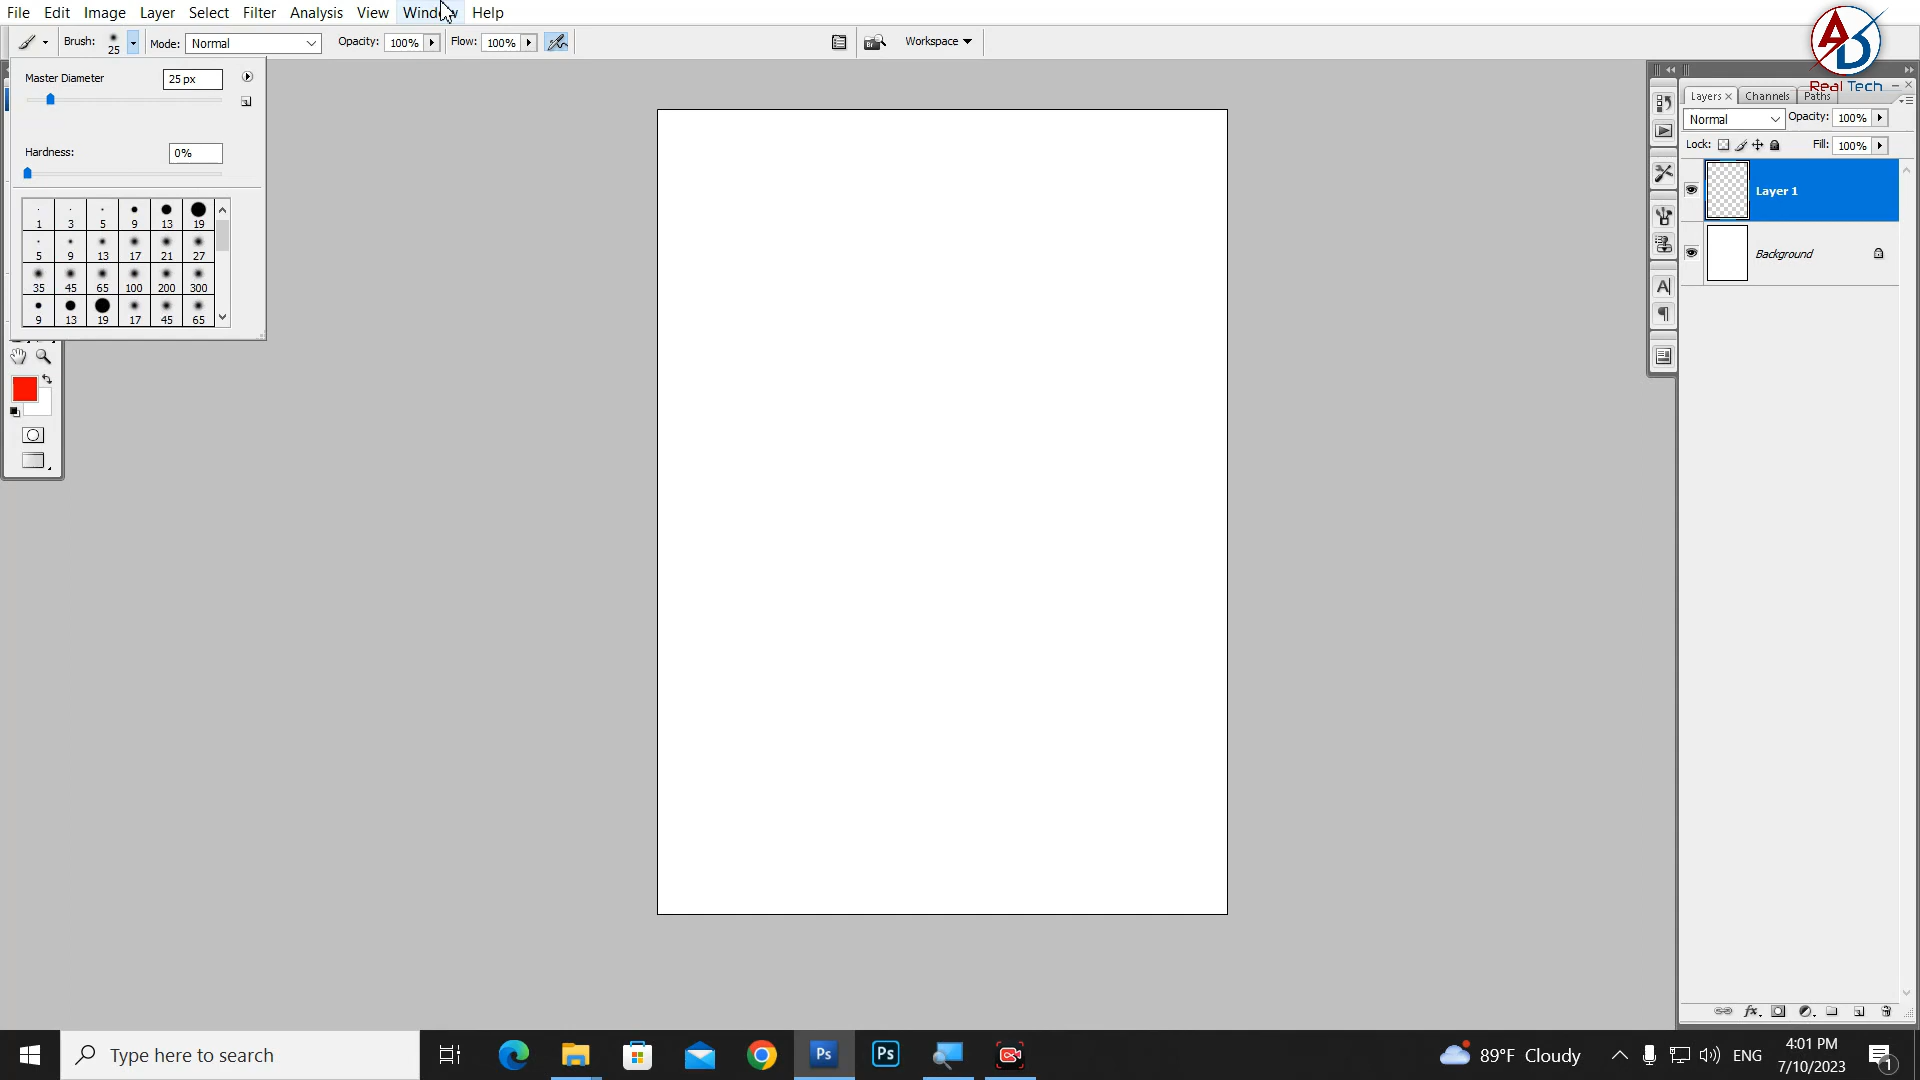 File Edit Image Layer Select Filter Analysis View Window Help
Brush: 25 Mode: Normal Opacity: 100% Flow: 100% Workspace
AD
Real Tech
Master Diameter 25 px
Hardness: 0%
1 3 5 9 13 19
5 9 13 17 21 27
35 45 65 100 200 300
9 13 19 17 45 65
Layers Channels Paths
Normal Opacity: 100%
Lock: Fill: 100%
Layer 1
Background
A
Type here to search
Ps
Ps
89°F Cloudy
ENG
4:01 PM
7/10/2023
1